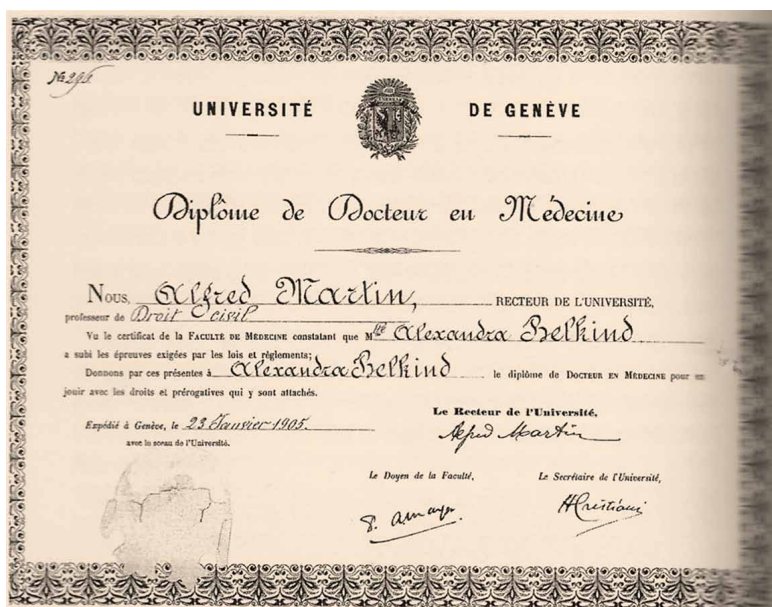 No 296
UNIVERSITÉ DE GENÈVE
Diplôme de Docteur en Médecine
NOUS, Alfred Martin, RECTEUR DE L'UNIVERSITÉ,
professeur de Droit civil
Vu le certificat de la FACULTÉ DE MÉDECINE constatant que Mlle Alexandra Belkind
a subi les épreuves exigées par les lois et règlements;
Donnons par ces présentes à Alexandra Belkind le diplôme de DOCTEUR EN MÉDECINE pour en
jouir avec les droits et prérogatives qui y sont attachés.
Expédié à Genève, le 23 Janvier 1905.
avec le sceau de l'Université.
Le Recteur de l'Université,
Alfred Martin
Le Doyen de la Faculté,
Le Secrétaire de l'Université,
HCristiani